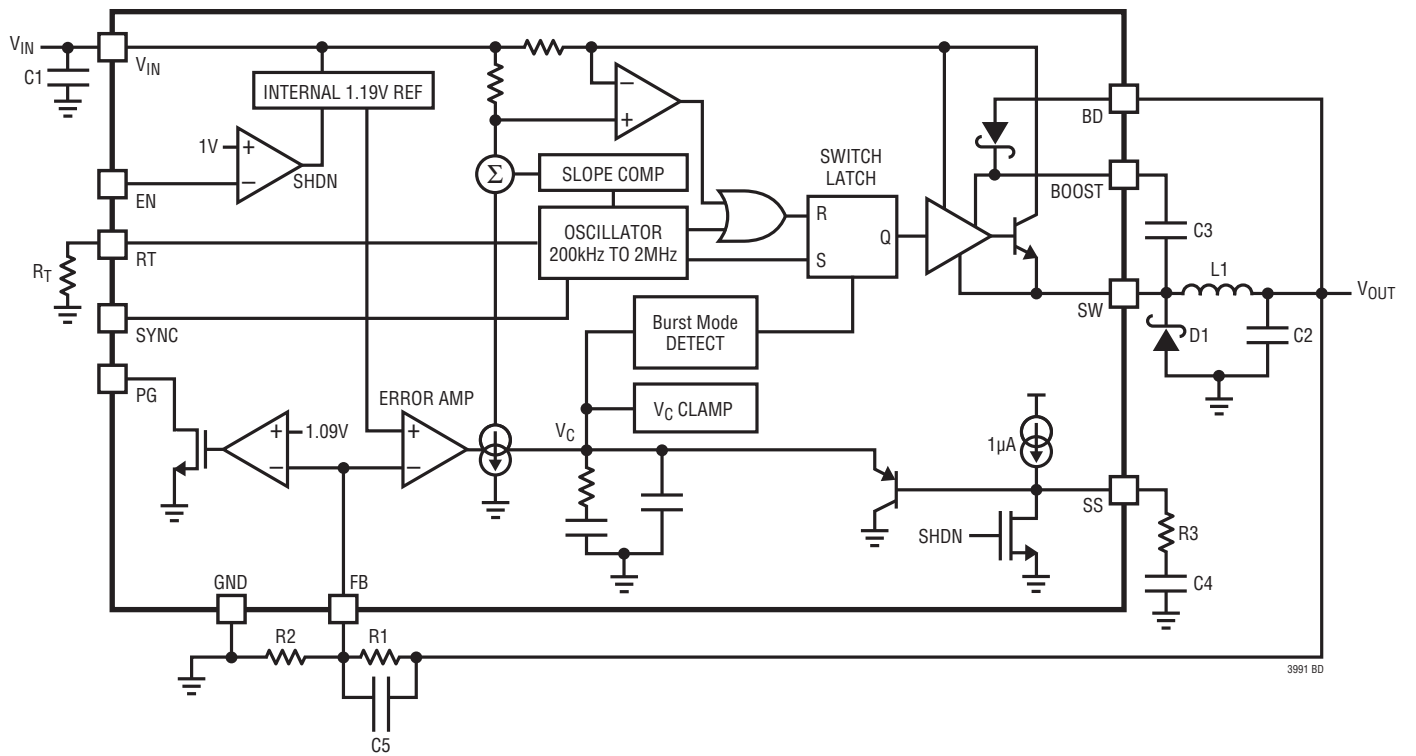 VIN
VIN
C1
INTERNAL 1.19V REF
1V
+
−
SHDN
EN
RT
RT
SYNC
PG
−
+
Σ
SLOPE COMP
OSCILLATOR
200kHz TO 2MHz
SWITCH
LATCH
R
Q
S
BD
BOOST
C3
SW
L1
VOUT
D1
C2
Burst Mode
DETECT
VC CLAMP
VC
ERROR AMP
+
−
+
1.09V
−
1µA
SS
SHDN
R3
C4
GND
FB
R2
R1
C5
3991 BD